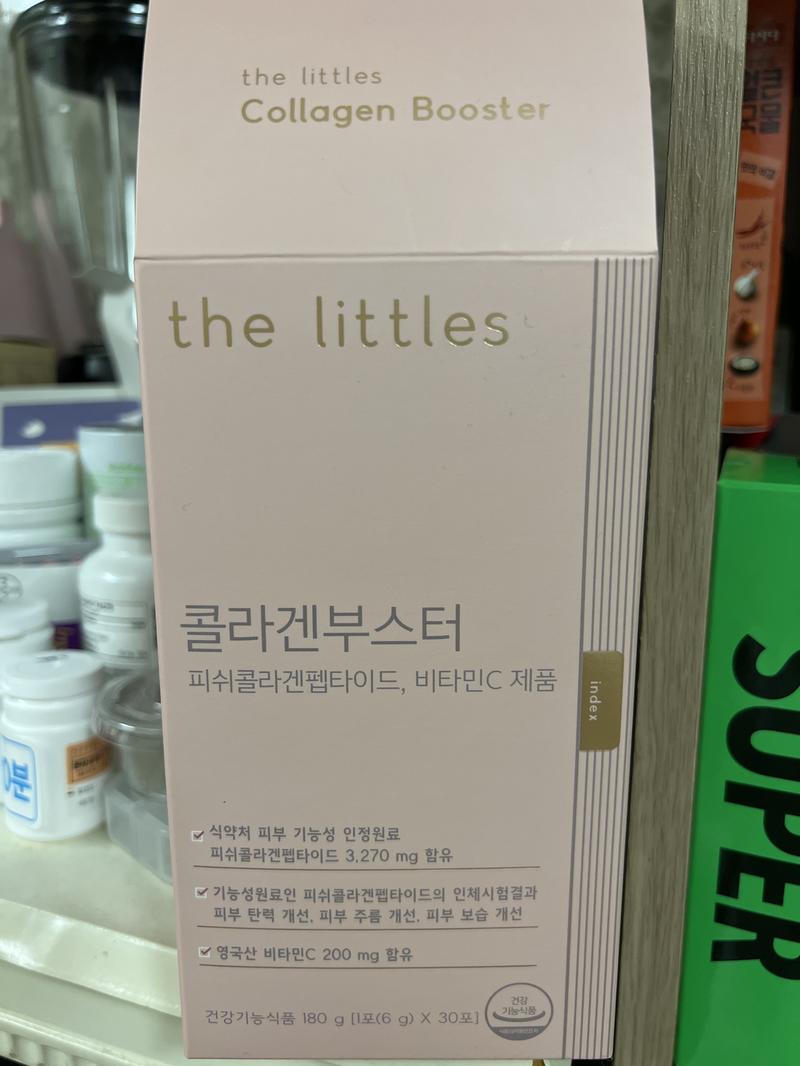 the littles
Collagen Booster
the littles
콜라겐부스터
피쉬콜라겐펩타이드, 비타민C 제품
index
식약처 피부 기능성 인정원료
피쉬콜라겐펩타이드 3,270 mg 함유
기능성원료인 피쉬콜라겐펩타이드의 인체시험결과
피부 탄력 개선, 피부 주름 개선, 피부 보습 개선
영국산 비타민C 200 mg 함유
건강기능식품 180 g [1포(6 g) X 30포]
건강
기능식품
SUPER
얼큰
국물